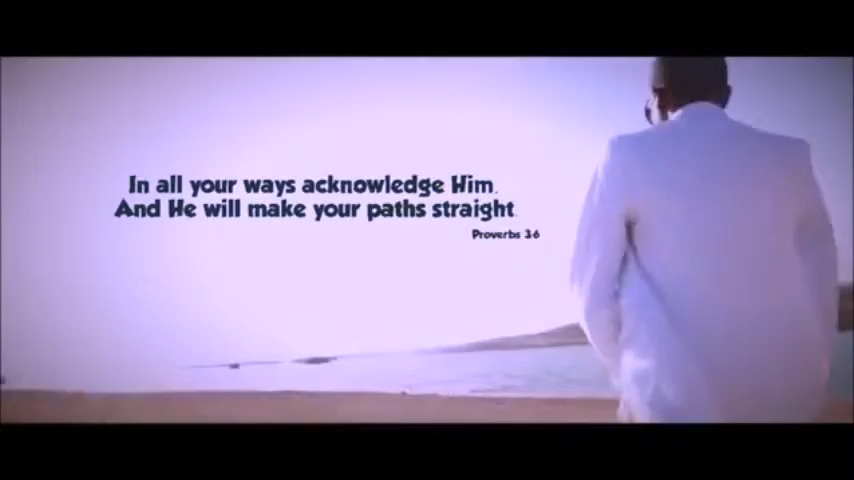 In all your ways acknowledge Him.
And He will make your paths straight.
Proverbs 3:6